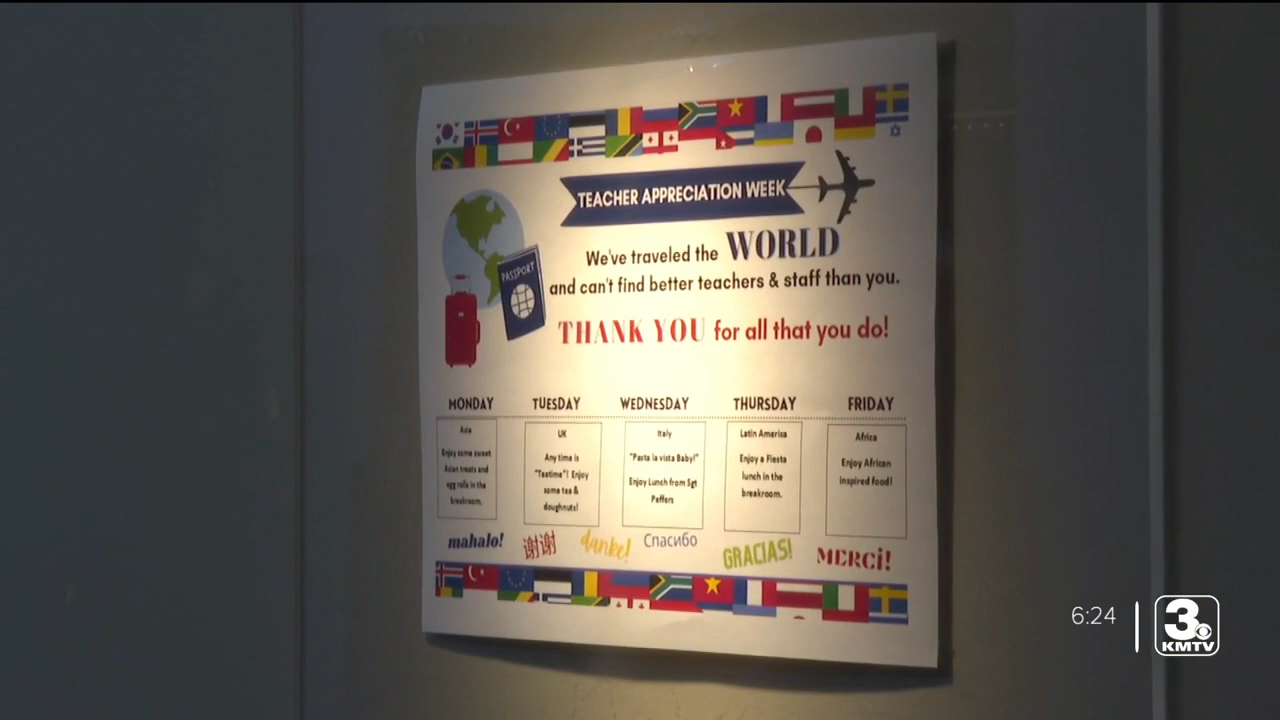 TEACHER APPRECIATION WEEK
We've traveled the WORLD
PASSPORT
and can't find better teachers & staff than you.
THANK YOU for all that you do!
MONDAY
Asia
Enjoy some sweet
Asian treats and
egg rolls in the
breakroom.
TUESDAY
UK
Any time is
"Teatime"! Enjoy
some tea &
doughnuts!
WEDNESDAY
Italy
"Pasta la vista Baby!"
Enjoy Lunch from Sgt
Peffers
THURSDAY
Latin America
Enjoy a Fiesta
lunch in the
breakroom.
FRIDAY
Africa
Enjoy African
inspired food!
mahalo! 谢谢 danke! Спасибо GRACIAS! MERCi!
6:24
3
KMTV